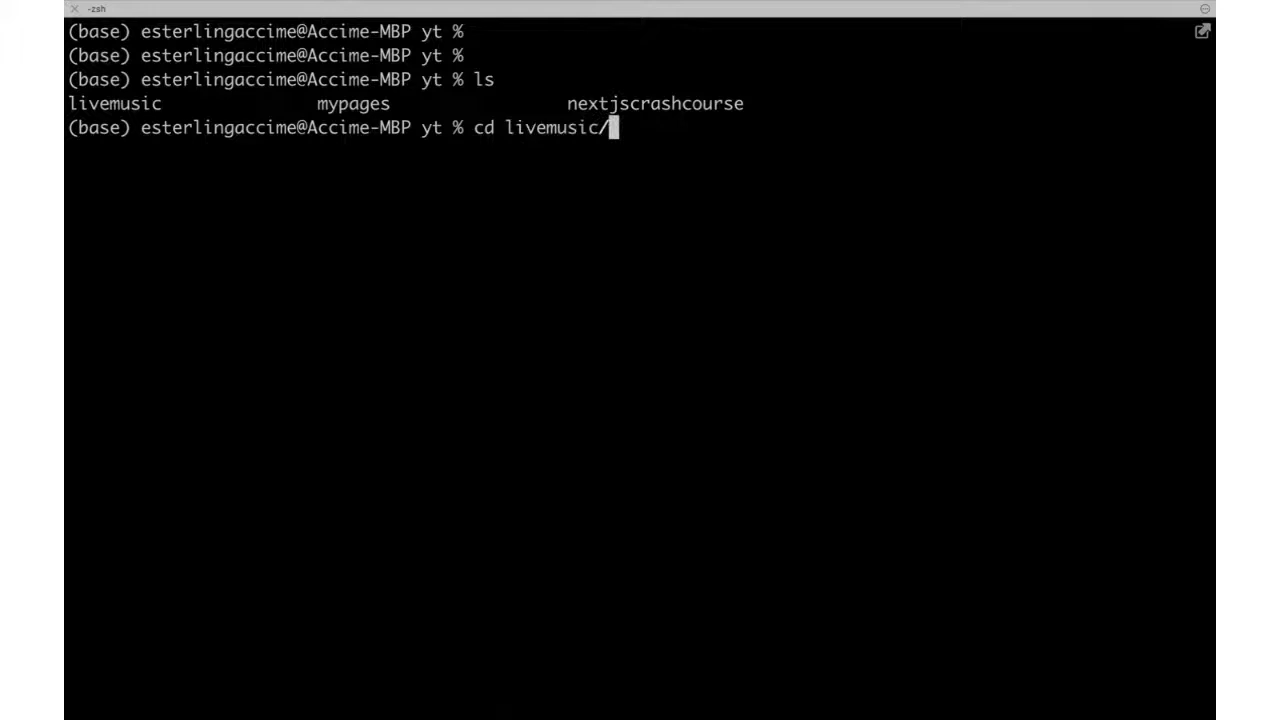 -zsh
(base) esterlingaccime@Accime-MBP yt %
(base) esterlingaccime@Accime-MBP yt %
(base) esterlingaccime@Accime-MBP yt % ls
livemusic mypages nextjscrashcourse
(base) esterlingaccime@Accime-MBP yt % cd livemusic/